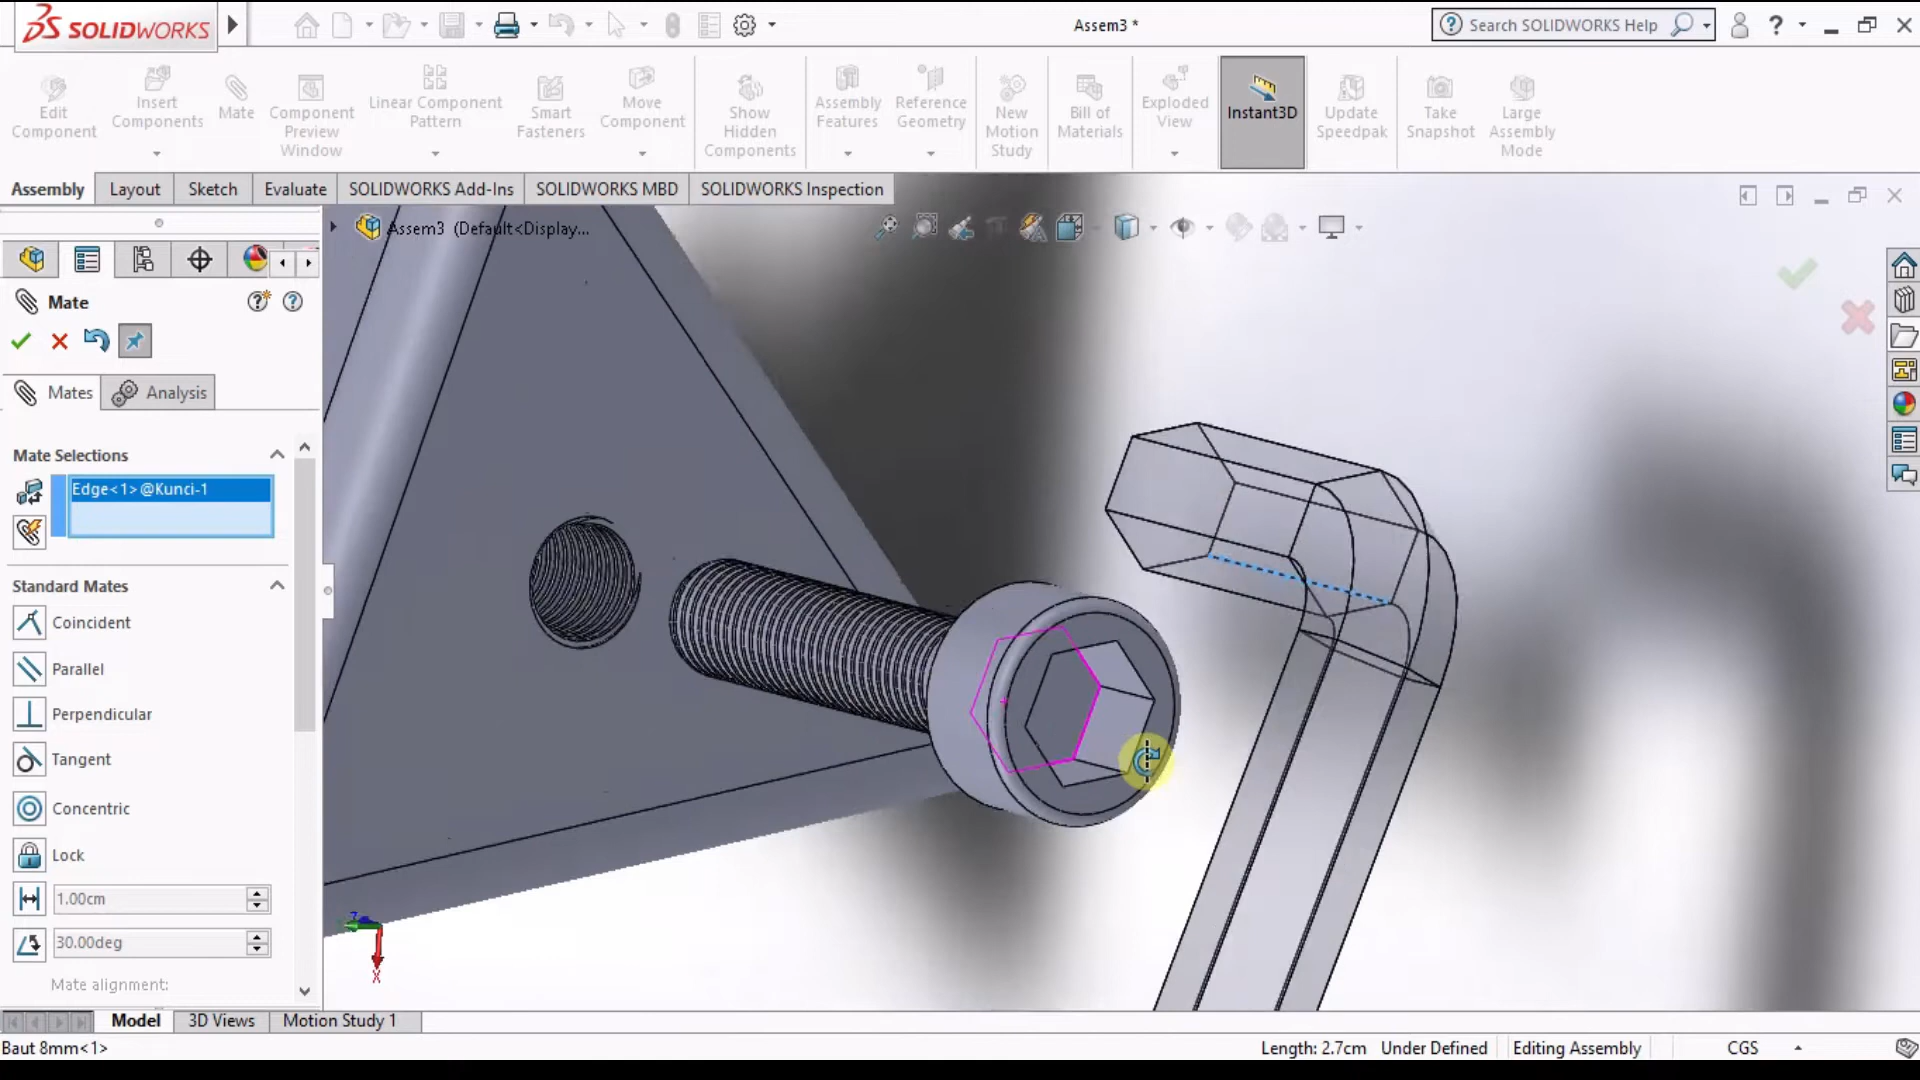 SOLIDWORKS
Assem3 *
Search SOLIDWORKS Help
Edit Component
Insert Components
Mate
Component Preview Window
Linear Component Pattern
Smart Fasteners
Move Component
Show Hidden Components
Assembly Features
Reference Geometry
New Motion Study
Bill of Materials
Exploded View
Instant3D
Update Speedpak
Take Snapshot
Large Assembly Mode
Assembly
Layout
Sketch
Evaluate
SOLIDWORKS Add-Ins
SOLIDWORKS MBD
SOLIDWORKS Inspection
Assem3 (Default<Display...
Mate
Mates
Analysis
Mate Selections
Edge<1>@Kunci-1
Standard Mates
Coincident
Parallel
Perpendicular
Tangent
Concentric
Lock
1.00cm
30.00deg
Mate alignment:
Z
X
Model
3D Views
Motion Study 1
Baut 8mm<1>
Length: 2.7cm
Under Defined
Editing Assembly
CGS